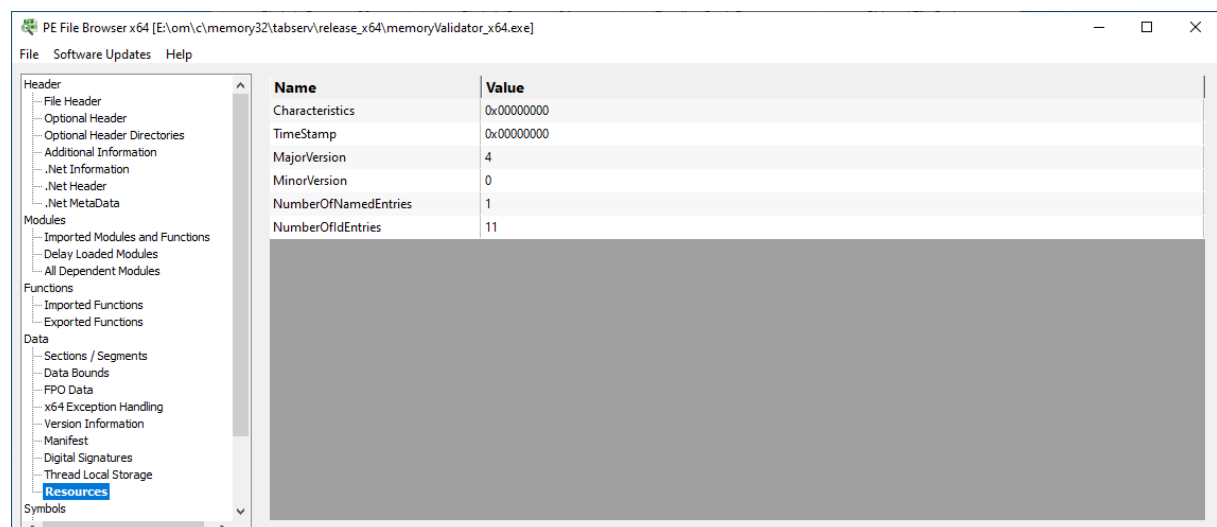 PE File Browser x64 [E:\om\c\memory32\tabserv\release_x64\memoryValidator_x64.exe]
File Software Updates Help
Header
File Header
Optional Header
Optional Header Directories
Additional Information
.Net Information
.Net Header
.Net MetaData
Modules
Imported Modules and Functions
Delay Loaded Modules
All Dependent Modules
Functions
Imported Functions
Exported Functions
Data
Sections / Segments
Data Bounds
FPO Data
x64 Exception Handling
Version Information
Manifest
Digital Signatures
Thread Local Storage
Resources
Symbols
Name Value
Characteristics 0x00000000
TimeStamp 0x00000000
MajorVersion 4
MinorVersion 0
NumberOfNamedEntries 1
NumberOfIdEntries 11